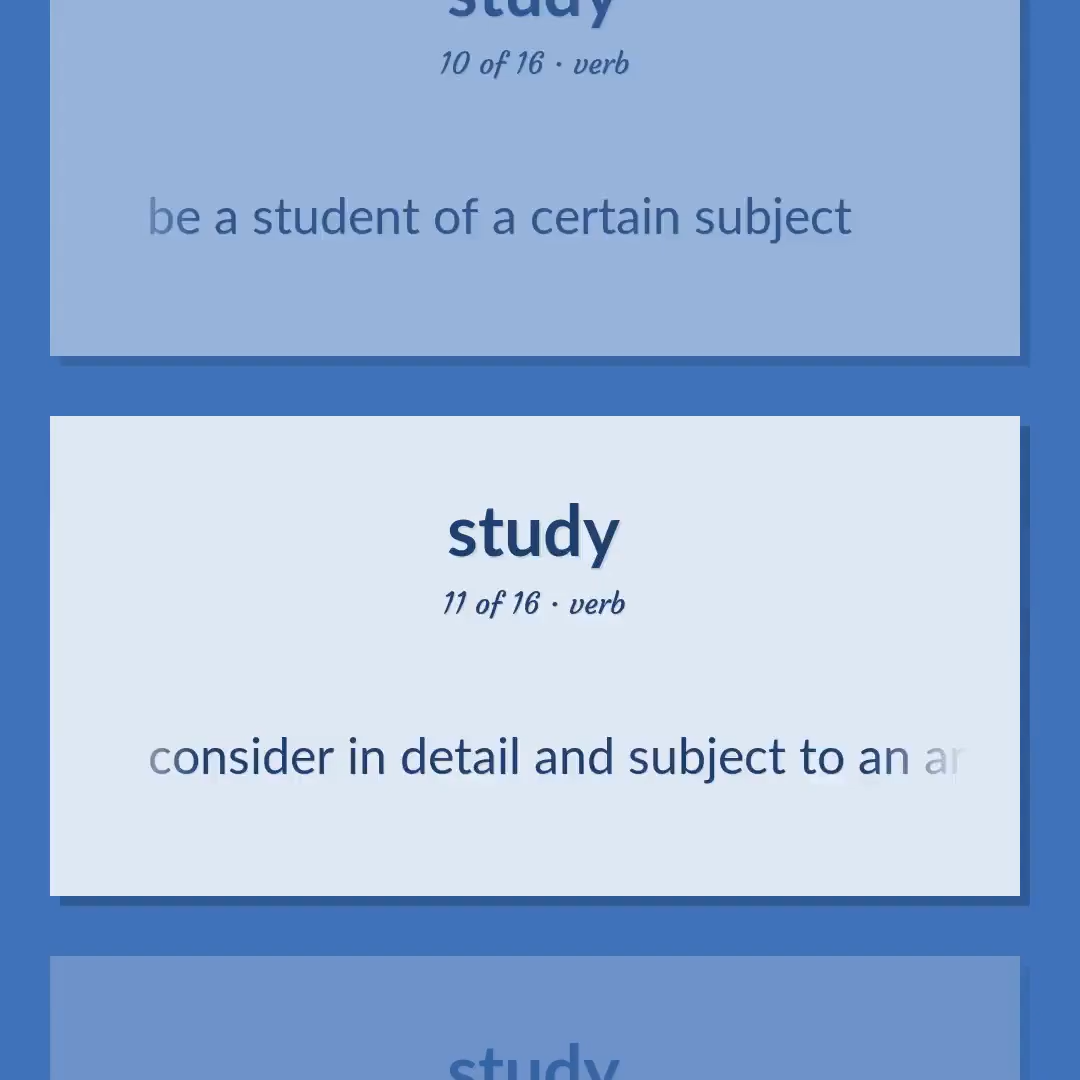 study
10 of 16 · verb
be a student of a certain subject
study
11 of 16 · verb
consider in detail and subject to an
study